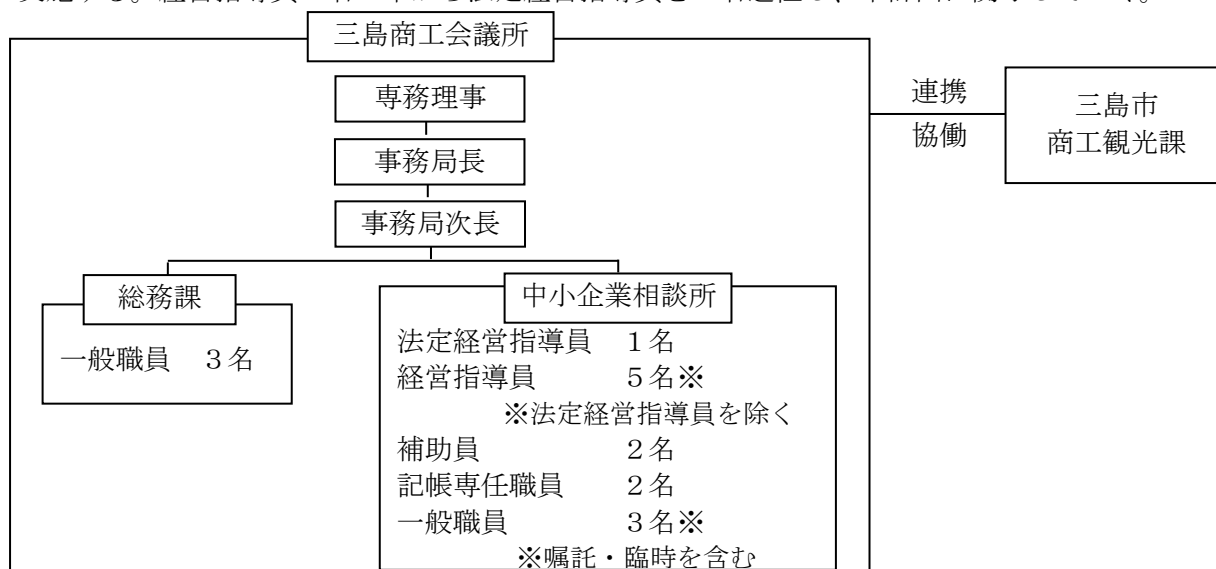 三島商工会議所
専務理事
事務局長
事務局次長
連携
協働
三島市
商工観光課
総務課
一般職員　３名
中小企業相談所
法定経営指導員　１名
経営指導員　　　５名※
※法定経営指導員を除く
補助員　　　　　２名
記帳専任職員　　２名
一般職員　　　　３名※
※嘱託・臨時を含む